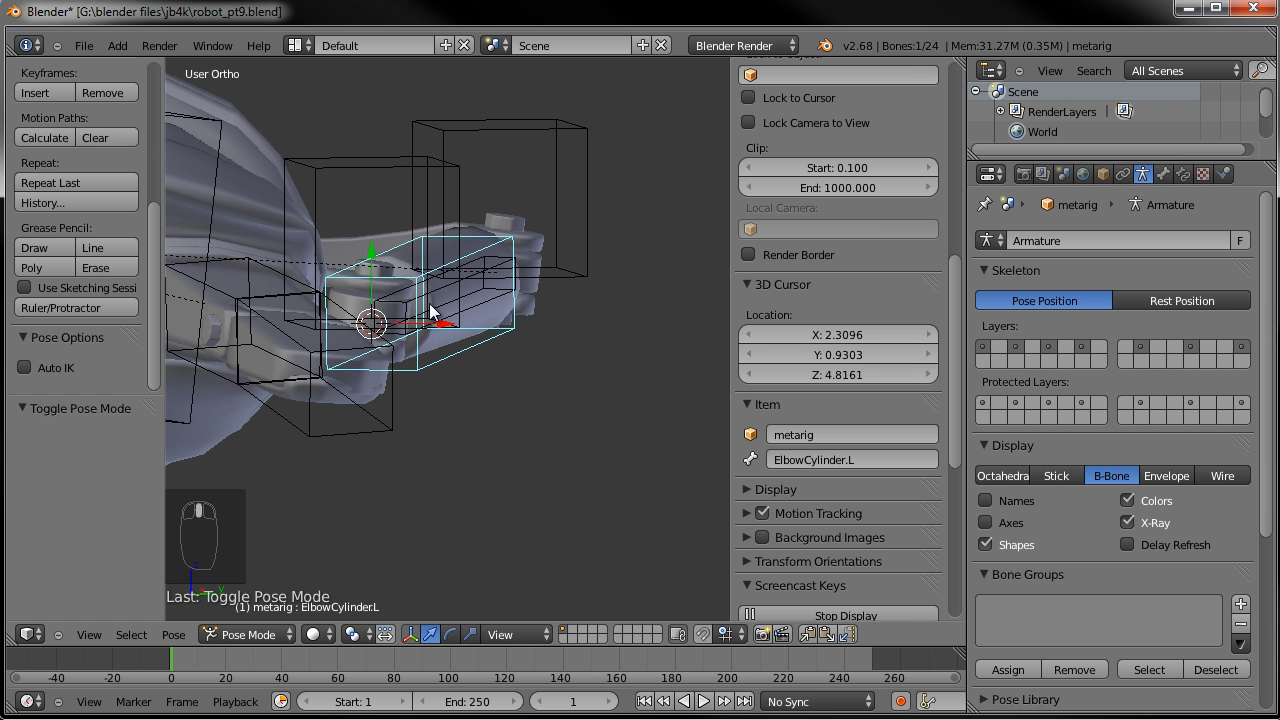 Blender* [G:\blender files\jb4k\robot_pt9.blend]
File Add Render Window Help
Default
Scene
Blender Render
v2.68 | Bones:1/24 | Mem:31.27M (0.35M) | metarig
Keyframes:
Insert Remove
Motion Paths:
Calculate Clear
Repeat:
Repeat Last
History...
Grease Pencil:
Draw Line
Poly Erase
Use Sketching Sessi
Ruler/Protractor
Pose Options
Auto IK
Toggle Pose Mode
User Ortho
Last: Toggle Pose Mode
(1) metarig : ElbowCylinder.L
Lock to Cursor
Lock Camera to View
Clip:
Start: 0.100
End: 1000.000
Local Camera:
Render Border
3D Cursor
Location:
X: 2.3096
Y: 0.9303
Z: 4.8161
Item
metarig
ElbowCylinder.L
Display
Motion Tracking
Background Images
Transform Orientations
Screencast Keys
Stop Display
View Search All Scenes
Scene
RenderLayers
World
metarig Armature
Armature F
Skeleton
Pose Position Rest Position
Layers:
Protected Layers:
Display
Octahedra Stick B-Bone Envelope Wire
Names Colors
Axes X-Ray
Shapes Delay Refresh
Bone Groups
Assign Remove Select Deselect
Pose Library
View Select Pose Pose Mode View
-40 -20 0 20 40 60 80 100 120 140 160 180 200 220 240 260
View Marker Frame Playback Start: 1 End: 250 1 No Sync